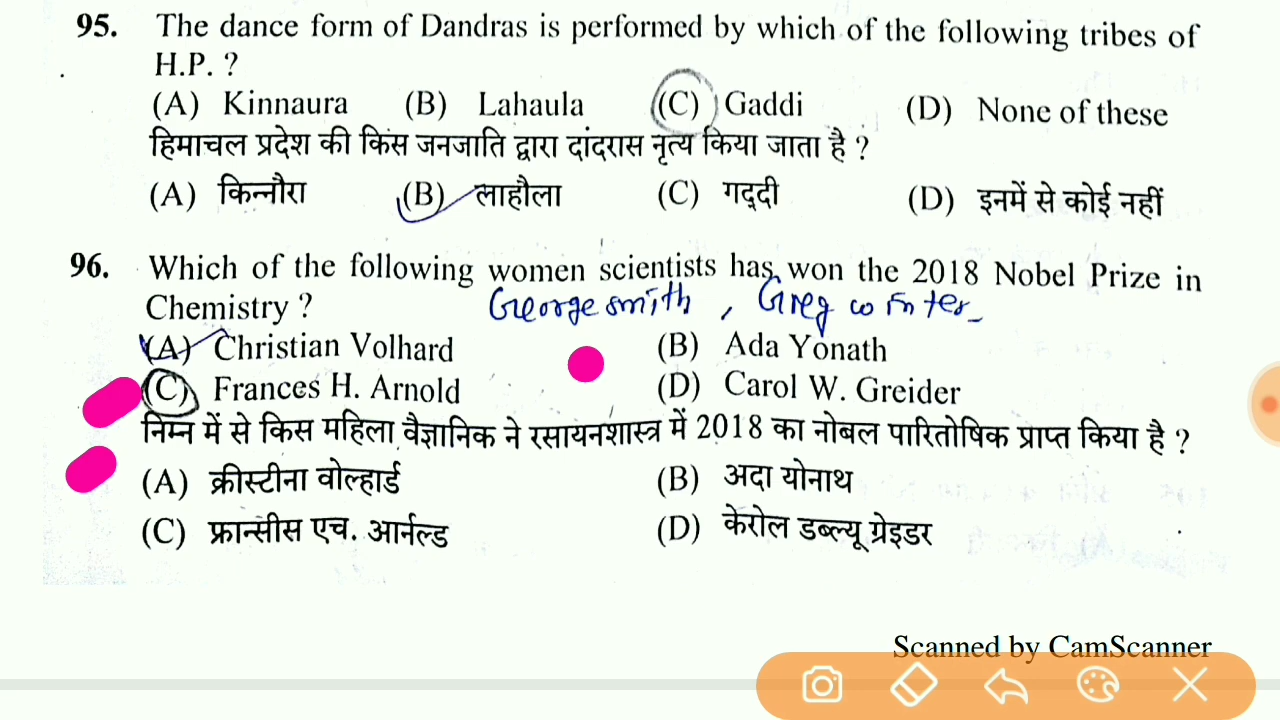 95. The dance form of Dandras is performed by which of the following tribes of
H.P. ?
(A) Kinnaura (B) Lahaula (C) Gaddi (D) None of these
हिमाचल प्रदेश की किस जनजाति द्वारा दांदरास नृत्य किया जाता है ?
(A) किन्नौरा (B) लाहौला (C) गद्दी (D) इनमें से कोई नहीं
96. Which of the following women scientists has won the 2018 Nobel Prize in
Chemistry ? George smith , Greg winter
(A) Christian Volhard (B) Ada Yonath
(C) Frances H. Arnold (D) Carol W. Greider
निम्न में से किस महिला वैज्ञानिक ने रसायनशास्त्र में 2018 का नोबल पारितोषिक प्राप्त किया है ?
(A) क्रीस्टीना वोल्हार्ड (B) अदा योनाथ
(C) फ्रान्सीस एच. आर्नल्ड (D) केरोल डब्ल्यू ग्रेइडर
Scanned by CamScanner